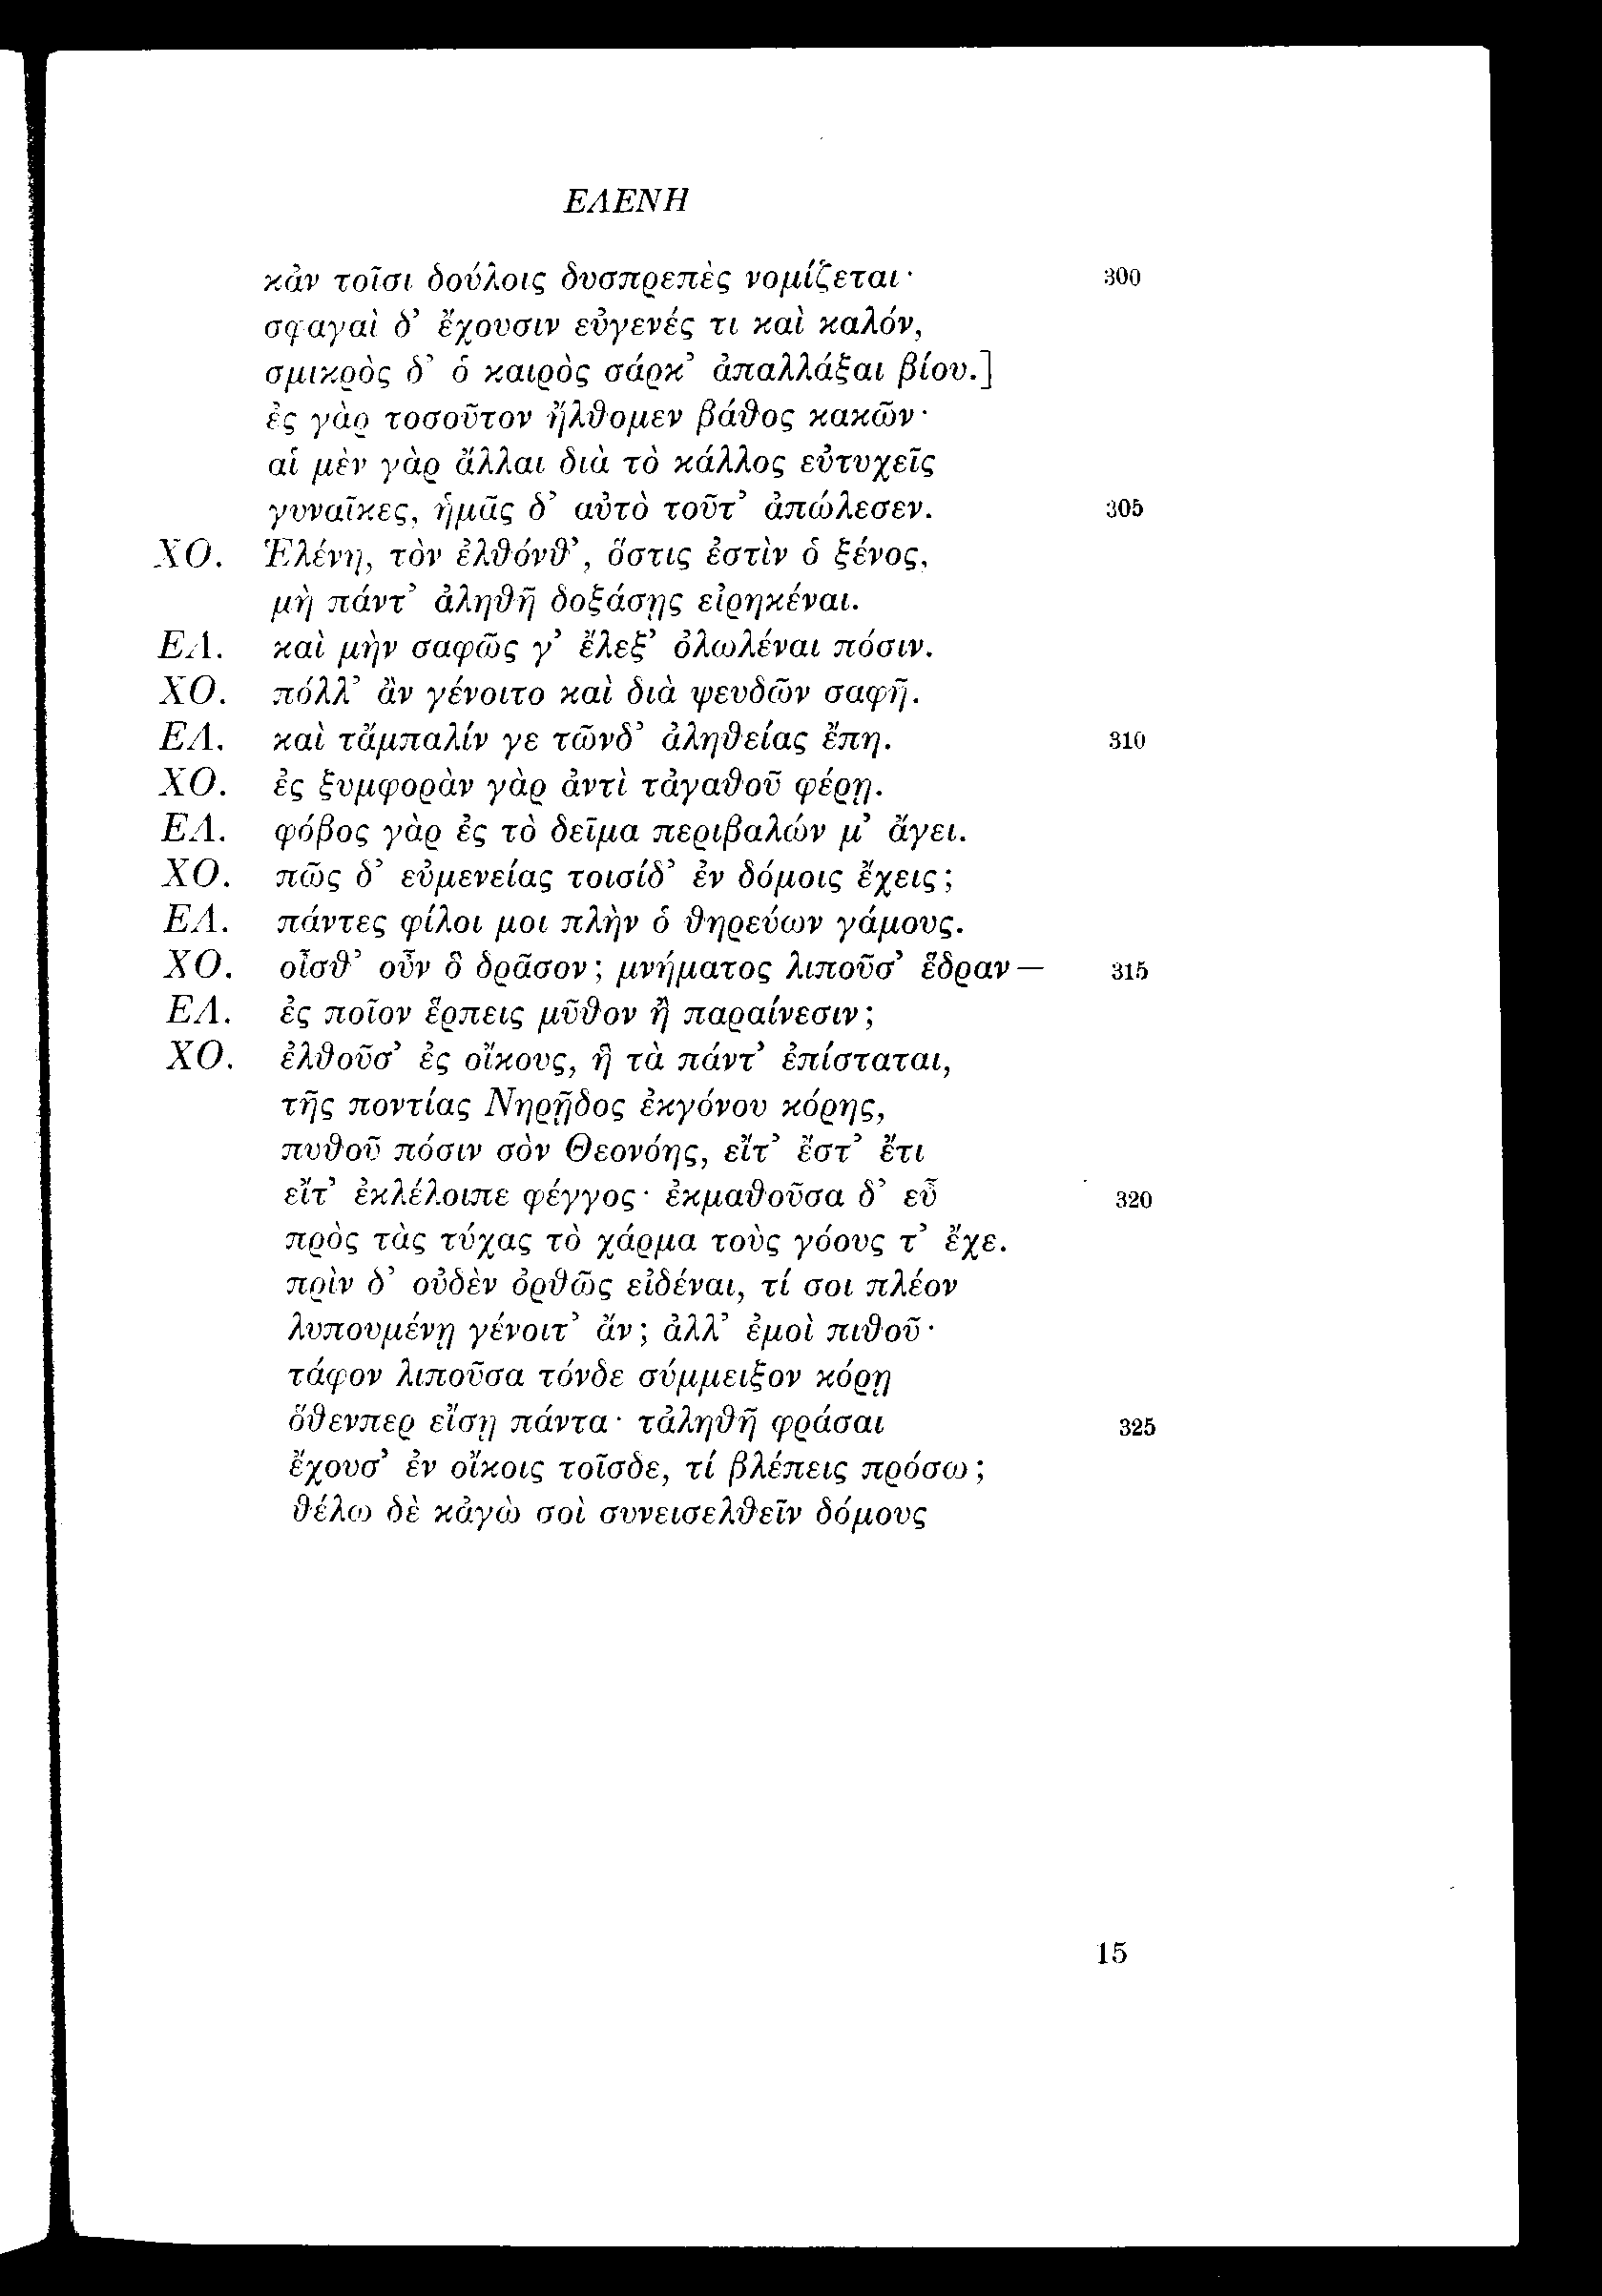 ΕΛΕΝΗ
κἀν τοῖσι δούλοις δυσπρεπὲς νομίζεται· 300
σφαγαὶ δ’ ἔχουσιν εὐγενές τι καὶ καλόν,
σμικρὸς δ’ ὁ καιρὸς σάρκ’ ἀπαλλάξαι βίου.]
ἐς γὰρ τοσοῦτον ἤλθομεν βάθος κακῶν·
αἱ μὲν γὰρ ἄλλαι διὰ τὸ κάλλος εὐτυχεῖς
γυναῖκες, ἡμᾶς δ’ αὐτὸ τοῦτ’ ἀπώλεσεν. 305
ΧΟ. Ἑλένη, τὸν ἐλθόνθ’, ὅστις ἐστὶν ὁ ξένος,
μὴ πάντ’ ἀληθῆ δοξάσῃς εἰρηκέναι.
ΕΛ. καὶ μὴν σαφῶς γ’ ἔλεξ’ ὀλωλέναι πόσιν.
ΧΟ. πόλλ’ ἂν γένοιτο καὶ διὰ ψευδῶν σαφῆ.
ΕΛ. καὶ τἄμπαλίν γε τῶνδ’ ἀληθείας ἔπη. 310
ΧΟ. ἐς ξυμφορὰν γὰρ ἀντὶ τἀγαθοῦ φέρῃ.
ΕΛ. φόβος γὰρ ἐς τὸ δεῖμα περιβαλών μ’ ἄγει.
ΧΟ. πῶς δ’ εὐμενείας τοισίδ’ ἐν δόμοις ἔχεις;
ΕΛ. πάντες φίλοι μοι πλὴν ὁ θηρεύων γάμους.
ΧΟ. οἶσθ’ οὖν ὃ δρᾶσον; μνήματος λιποῦσ’ ἕδραν — 315
ΕΛ. ἐς ποῖον ἕρπεις μῦθον ἢ παραίνεσιν;
ΧΟ. ἐλθοῦσ’ ἐς οἴκους, ἣ τὰ πάντ’ ἐπίσταται,
τῆς ποντίας Νηρῇδος ἐκγόνου κόρης,
πυθοῦ πόσιν σὸν Θεονόης, εἴτ’ ἔστ’ ἔτι
εἴτ’ ἐκλέλοιπε φέγγος· ἐκμαθοῦσα δ’ εὖ 320
πρὸς τὰς τύχας τὸ χάρμα τοὺς γόους τ’ ἔχε.
πρὶν δ’ οὐδὲν ὀρθῶς εἰδέναι, τί σοι πλέον
λυπουμένῃ γένοιτ’ ἄν; ἀλλ’ ἐμοὶ πιθοῦ·
τάφον λιποῦσα τόνδε σύμμειξον κόρῃ
ὅθενπερ εἴσῃ πάντα· τἀληθῆ φράσαι 325
ἔχουσ’ ἐν οἴκοις τοῖσδε, τί βλέπεις πρόσω;
θέλω δὲ κἀγὼ σοὶ συνεισελθεῖν δόμους
15